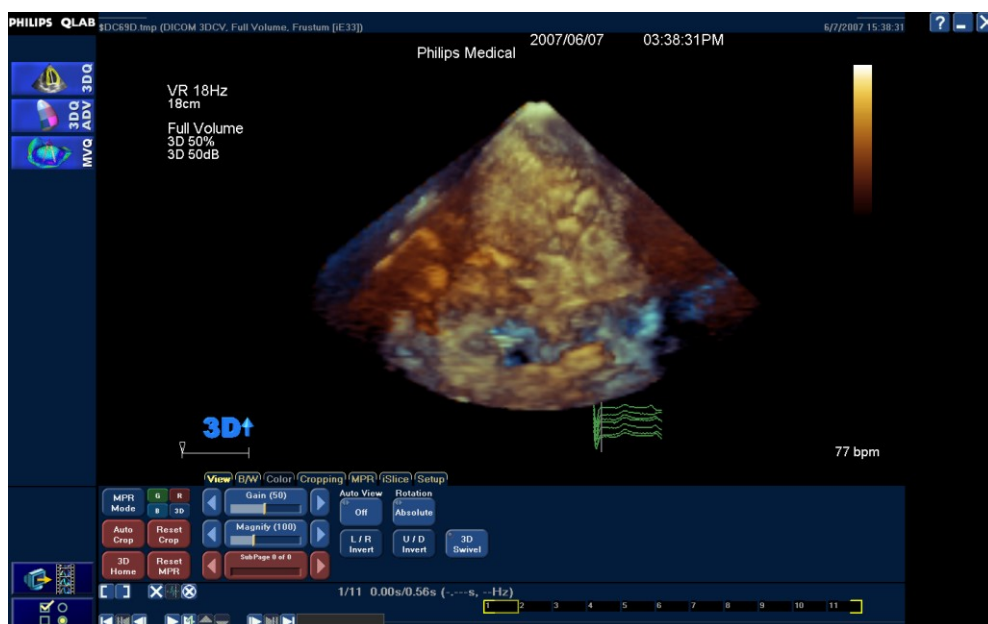 PHILIPS QLAB
$DC69D.tmp (DICOM 3DCV, Full Volume, Frustum [iE33])
6/7/2007 15:38:31
?
2007/06/07 03:38:31PM
Philips Medical
3DQ
3DQ ADV
MVQ
VR 18Hz
18cm
Full Volume
3D 50%
3D 50dB
3D
77 bpm
View B/W Color Cropping MPR iSlice Setup
MPR Mode
G R
B 3D
Gain (50)
Auto View
Off
Rotation
Absolute
Auto Crop
Reset Crop
Magnify (100)
L / R Invert
U / D Invert
3D Swivel
3D Home
Reset MPR
SubPage 0 of 0
1/11 0.00s/0.56s (-.---s, --Hz)
1 2 3 4 5 6 7 8 9 10 11